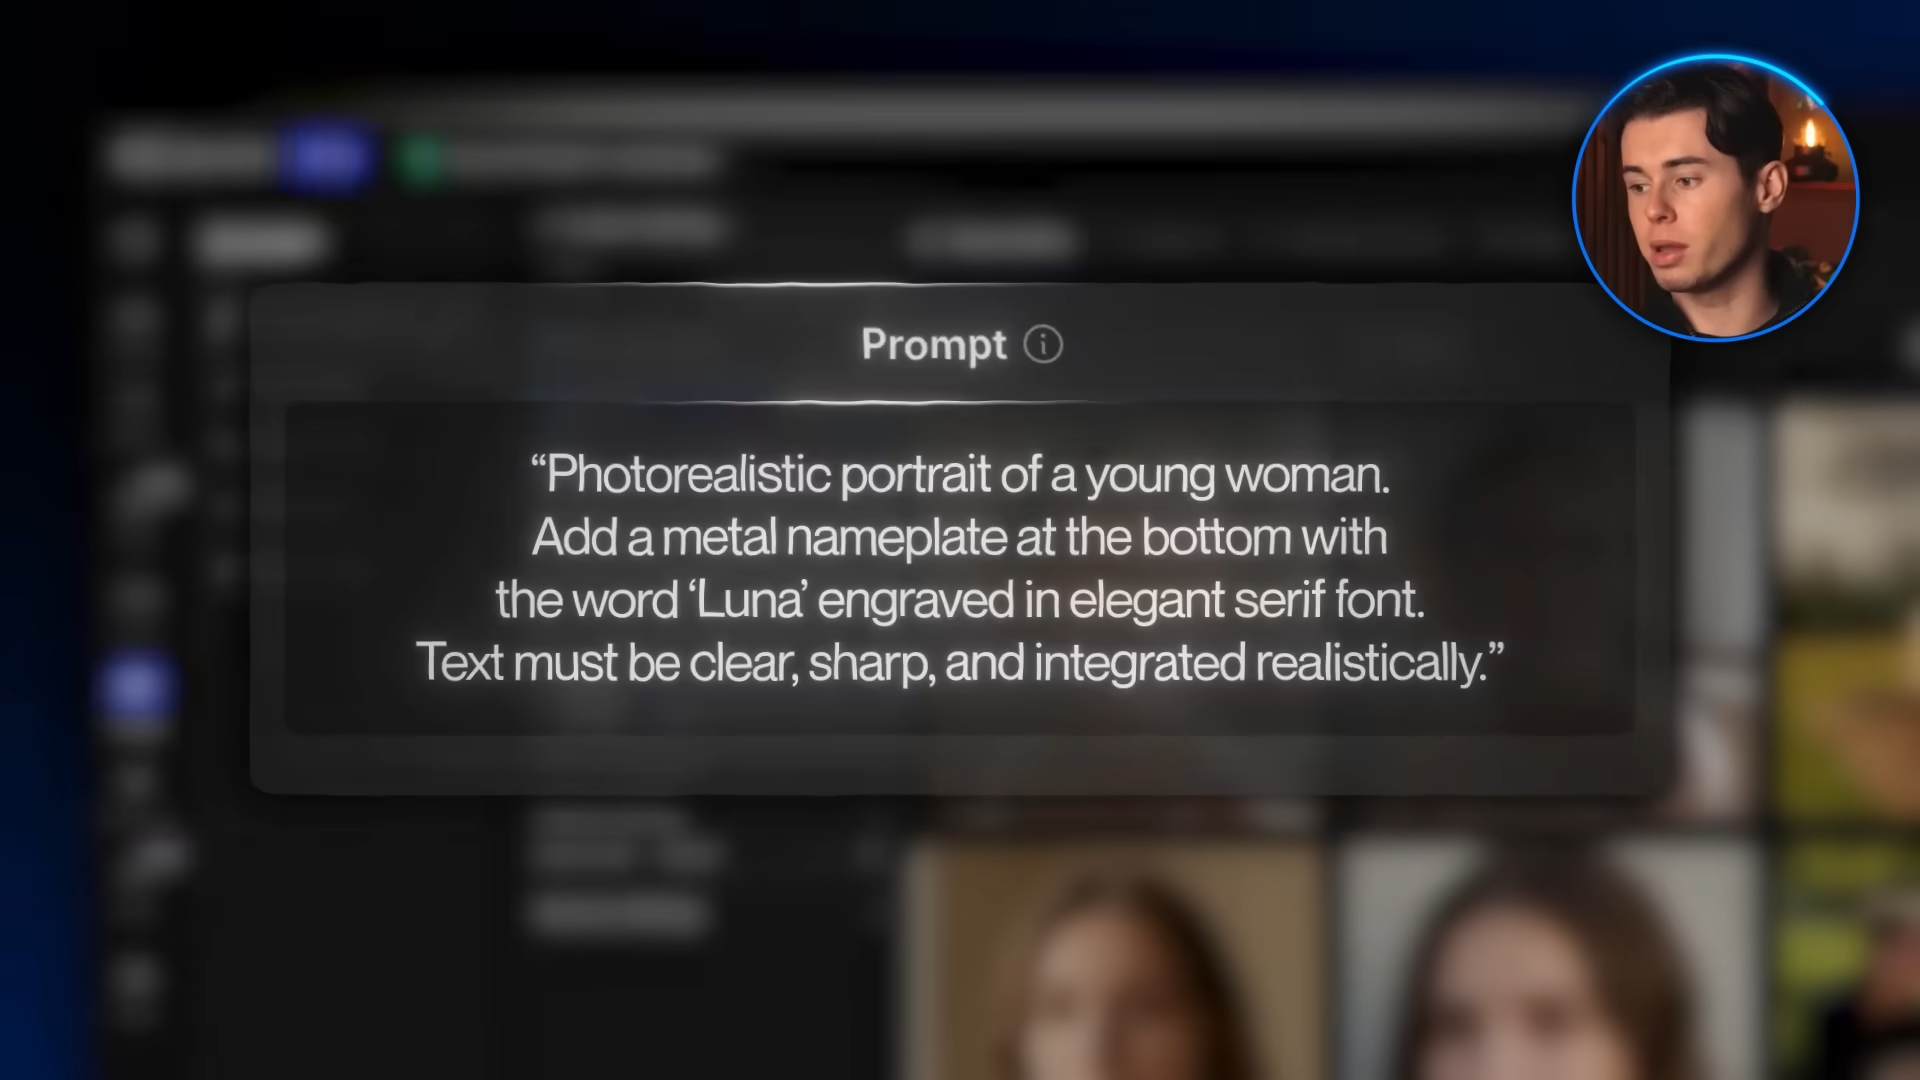 Prompt
“Photorealistic portrait of a young woman.
Add a metal nameplate at the bottom with
the word ‘Luna’ engraved in elegant serif font.
Text must be clear, sharp, and integrated realistically.”